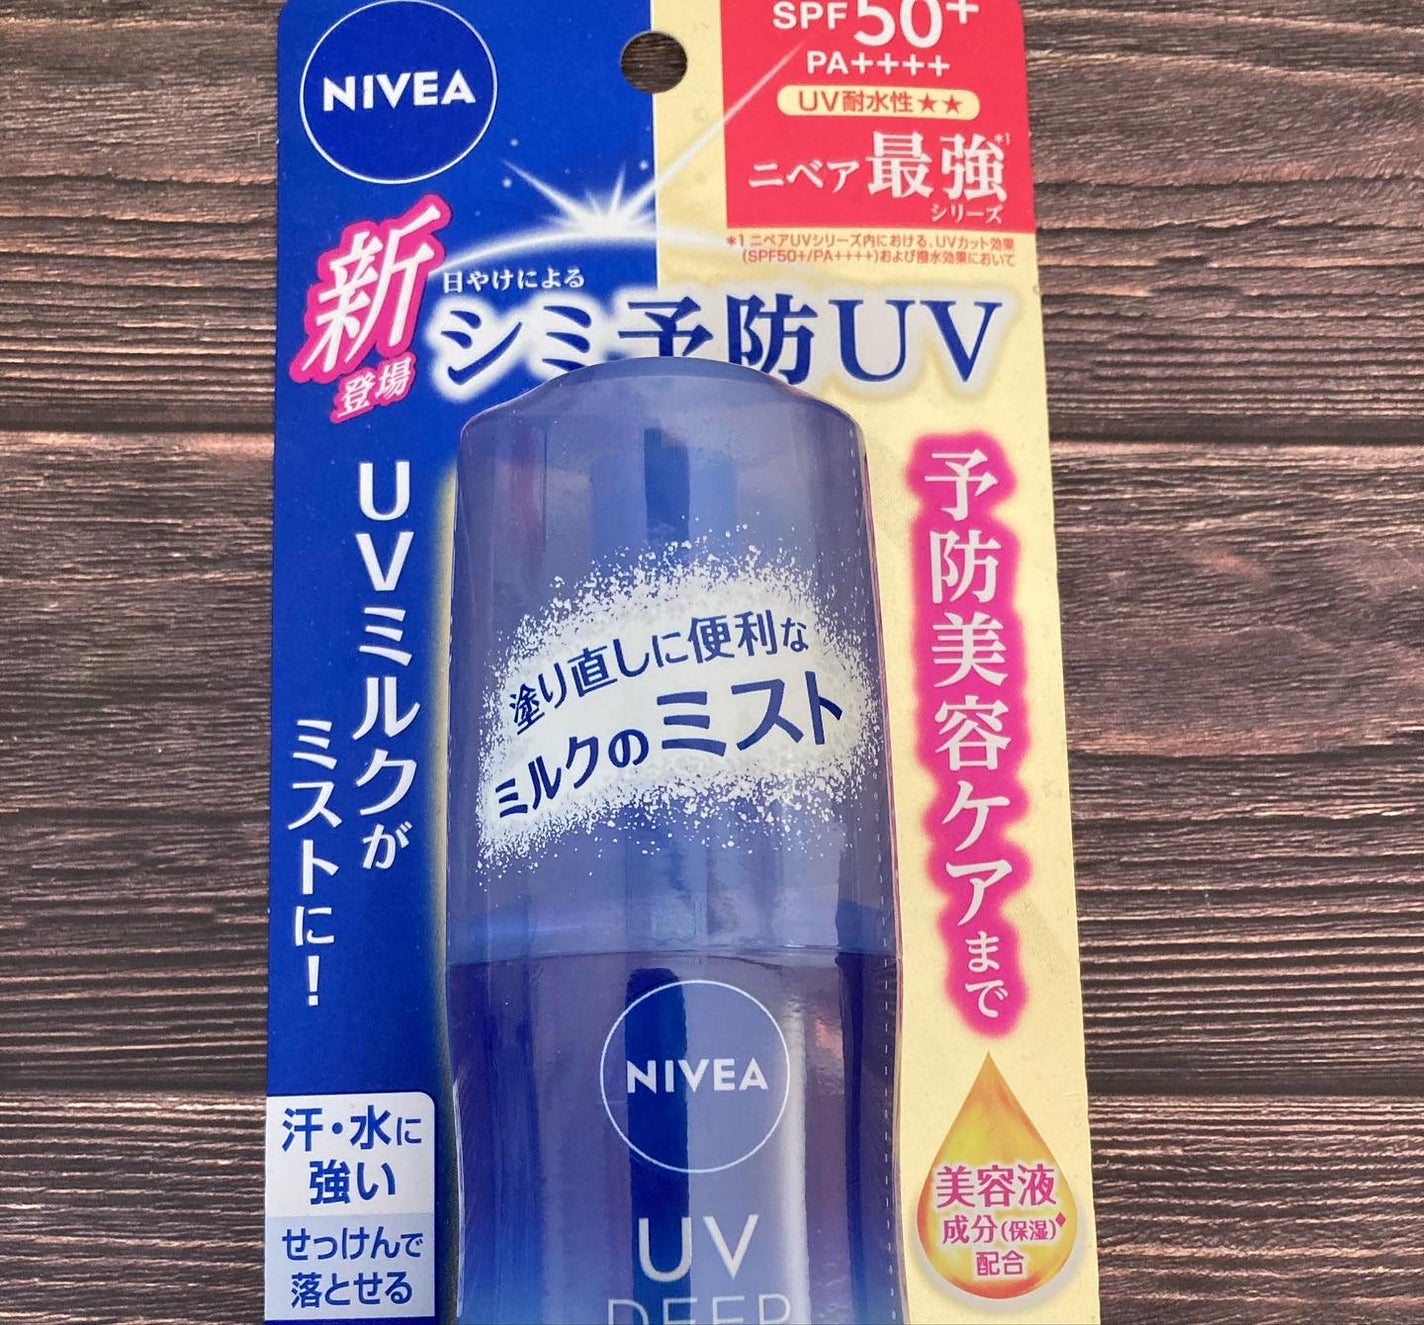 NIVEA
SPF50+
PA++++
UV耐水性★★
ニベア最強*1
シリーズ
*1 ニベアUVシリーズ内における、UVカット効果
(SPF50+/PA++++)および撥水効果において
新
登場
日やけによる
シミ予防UV
UVミルクが
ミストに!
予防美容ケアまで
塗り直しに便利な
ミルクのミスト
NIVEA
UV
DEEP
汗・水に
強い
せっけんで
落とせる
美容液
成分(保湿)♦
配合